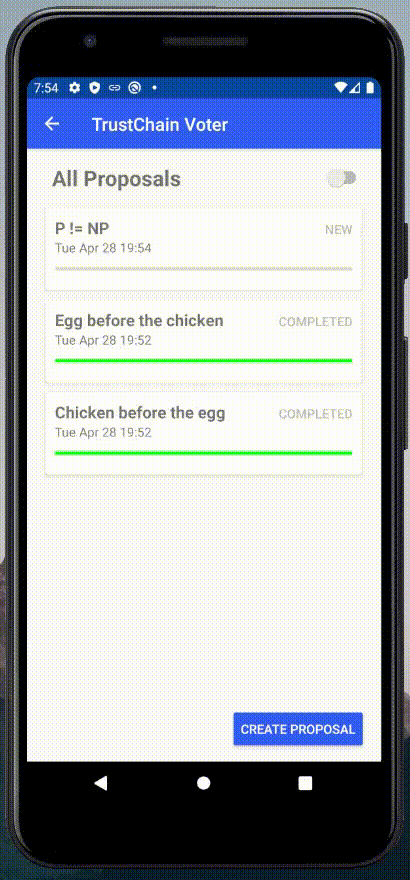 7:54
TrustChain Voter
All Proposals
P != NP
NEW
Tue Apr 28 19:54
Egg before the chicken
COMPLETED
Tue Apr 28 19:52
Chicken before the egg
COMPLETED
Tue Apr 28 19:52
CREATE PROPOSAL